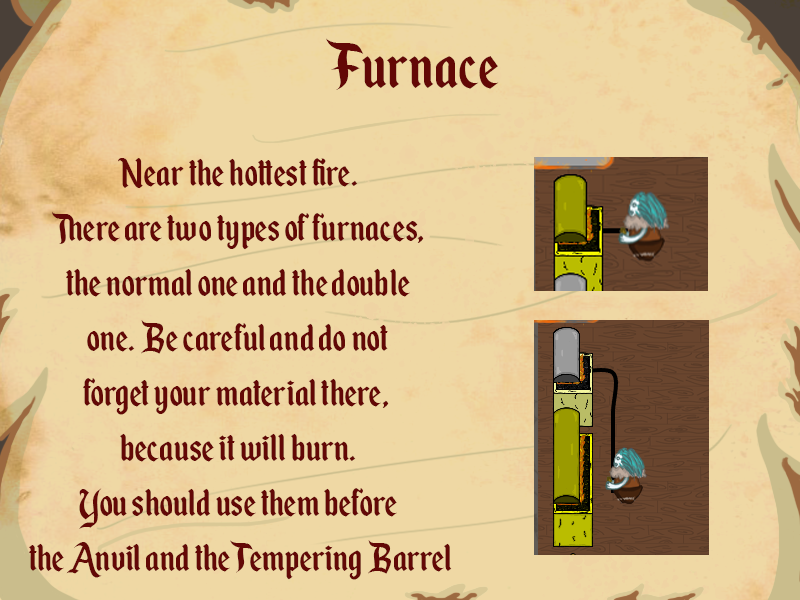 Furnace
Near the hottest fire.
There are two types of furnaces,
the normal one and the double
one. Be careful and do not
forget your material there,
because it will burn.
You should use them before
the Anvil and the Tempering Barrel